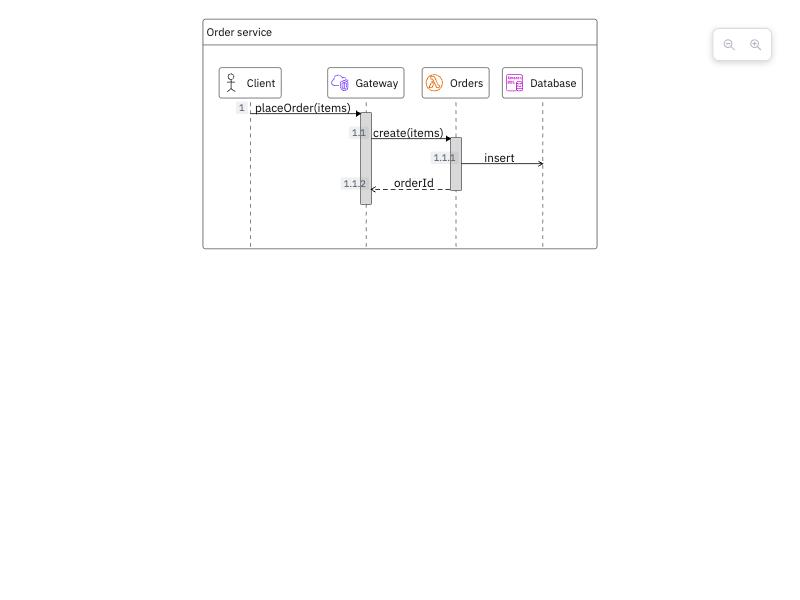 Order service
Client
Gateway
Orders
Database
1 placeOrder(items)
1.1 create(items)
1.1.1 insert
1.1.2 orderId